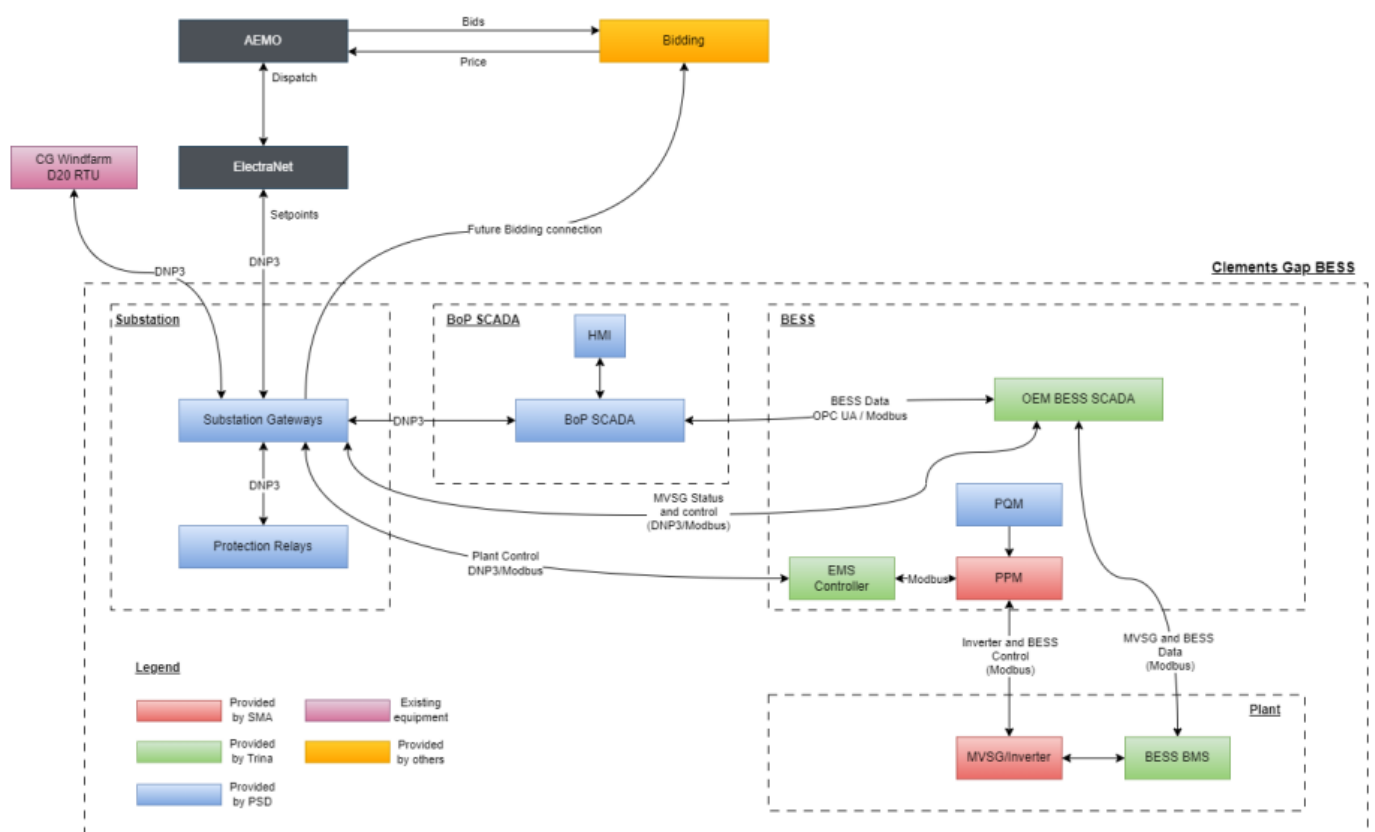 AEMO
Bids
Price
Bidding
Dispatch
CG Windfarm
D20 RTU
ElectraNet
Setpoints
Future Bidding connection
DNP3
DNP3
Clements Gap BESS
Substation
BoP SCADA
BESS
HMI
Substation Gateways
DNP3
BoP SCADA
BESS Data
OPC UA / Modbus
OEM BESS SCADA
DNP3
MVSG Status
and control
(DNP3/Modbus)
PQM
Protection Relays
Plant Control
DNP3/Modbus
EMS
Controller
Modbus
PPM
Inverter and BESS
Control
(Modbus)
MVSG and BESS
Data
(Modbus)
Legend
Provided
by SMA
Existing
equipment
Provided
by Trina
Provided
by others
Provided
by PSD
Plant
MVSG/Inverter
BESS BMS